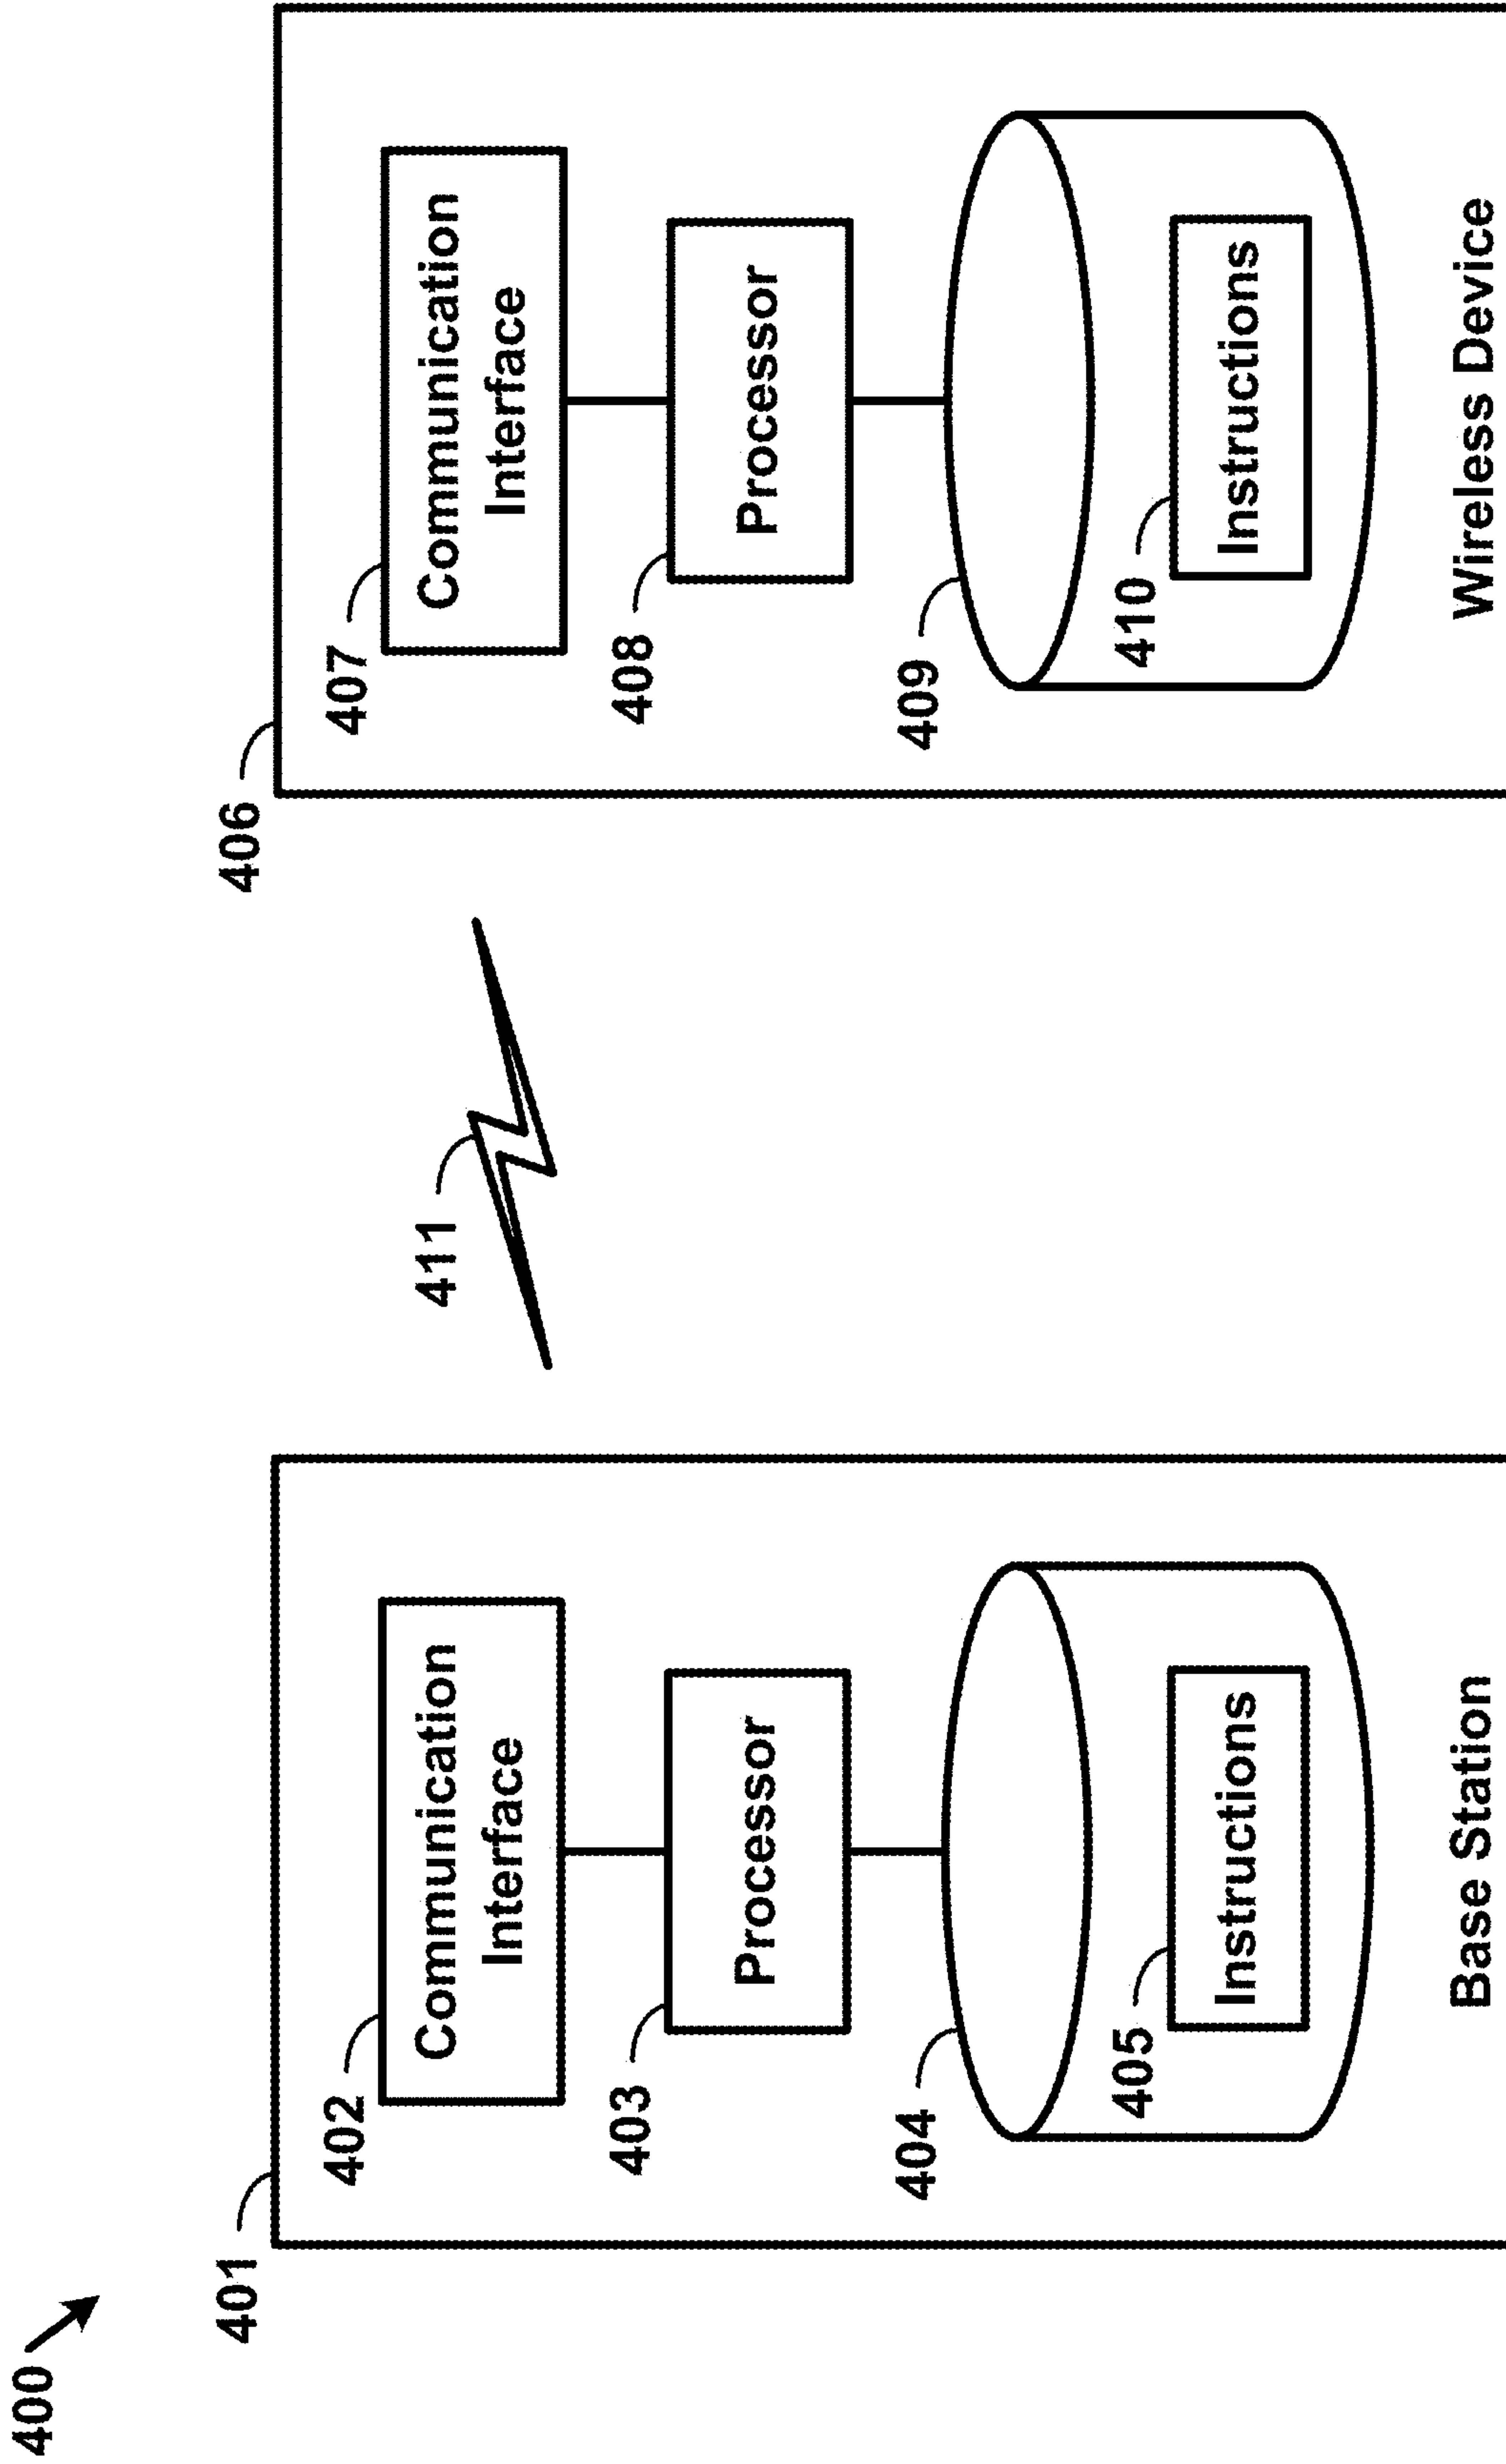 400
401
402
Communication
Interface
403
Processor
404
405
Instructions
Base Station
411
406
407
Communication
Interface
408
Processor
409
410
Instructions
Wireless Device